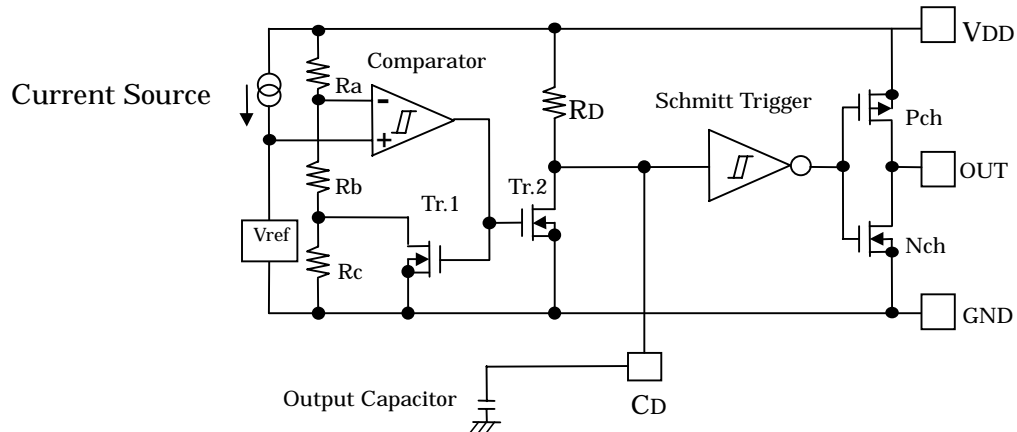 VDD
Comparator
Ra
Current Source
Schmitt Trigger
RD
Pch
-
+
OUT
Rb
Tr.1
Tr.2
Vref
Nch
Rc
GND
Output Capacitor
CD